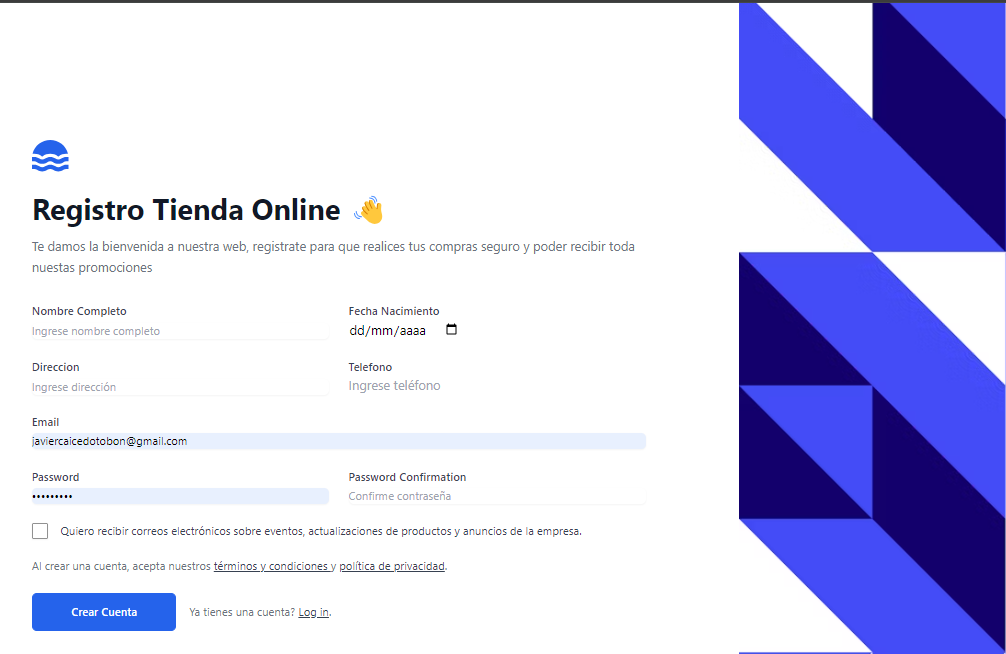 Registro Tienda Online 👋
Te damos la bienvenida a nuestra web, registrate para que realices tus compras seguro y poder recibir toda
nuestas promociones
Nombre Completo
Ingrese nombre completo
Fecha Nacimiento
dd/mm/aaaa
Direccion
Ingrese dirección
Telefono
Ingrese teléfono
Email
javiercaicedotobon@gmail.com
Password
•••••••••
Password Confirmation
Confirme contraseña
Quiero recibir correos electrónicos sobre eventos, actualizaciones de productos y anuncios de la empresa.
Al crear una cuenta, acepta nuestros términos y condiciones y política de privacidad.
Crear Cuenta
Ya tienes una cuenta? Log in.